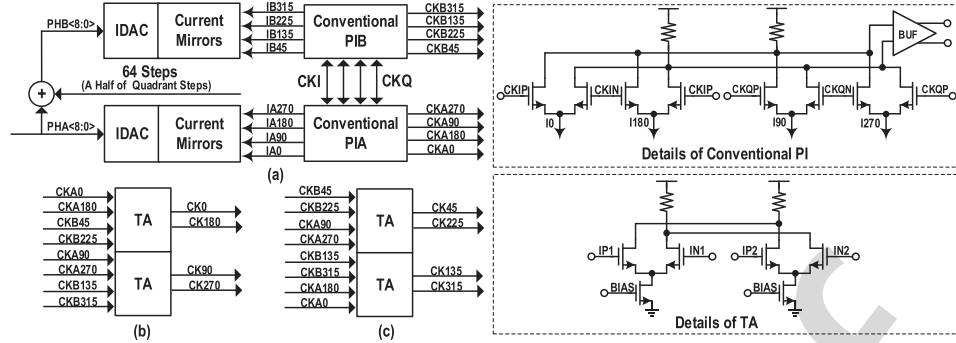 PHB<8:0>
IDAC
Current
Mirrors
IB315
IB225
IB135
IB45
Conventional
PIB
CKB315
CKB135
CKB225
CKB45
64 Steps
(A Half of Quadrant Steps)
CKI
CKQ
+
PHA<8:0>
IDAC
Current
Mirrors
IA270
IA180
IA90
IA0
Conventional
PIA
CKA270
CKA90
CKA180
CKA0
(a)
BUF
CKIP
CKIN
CKIP
CKQP
CKQN
CKQP
I0
I180
I90
I270
Details of Conventional PI
CKA0
CKA180
CKB45
CKB225
CKA90
CKA270
CKB135
CKB315
TA
TA
CK0
CK180
CK90
CK270
(b)
CKB45
CKB225
CKA90
CKA270
CKB135
CKB315
CKA180
CKA0
TA
TA
CK45
CK225
CK135
CK315
(c)
IP1
IN1
IP2
IN2
BIAS
BIAS
Details of TA